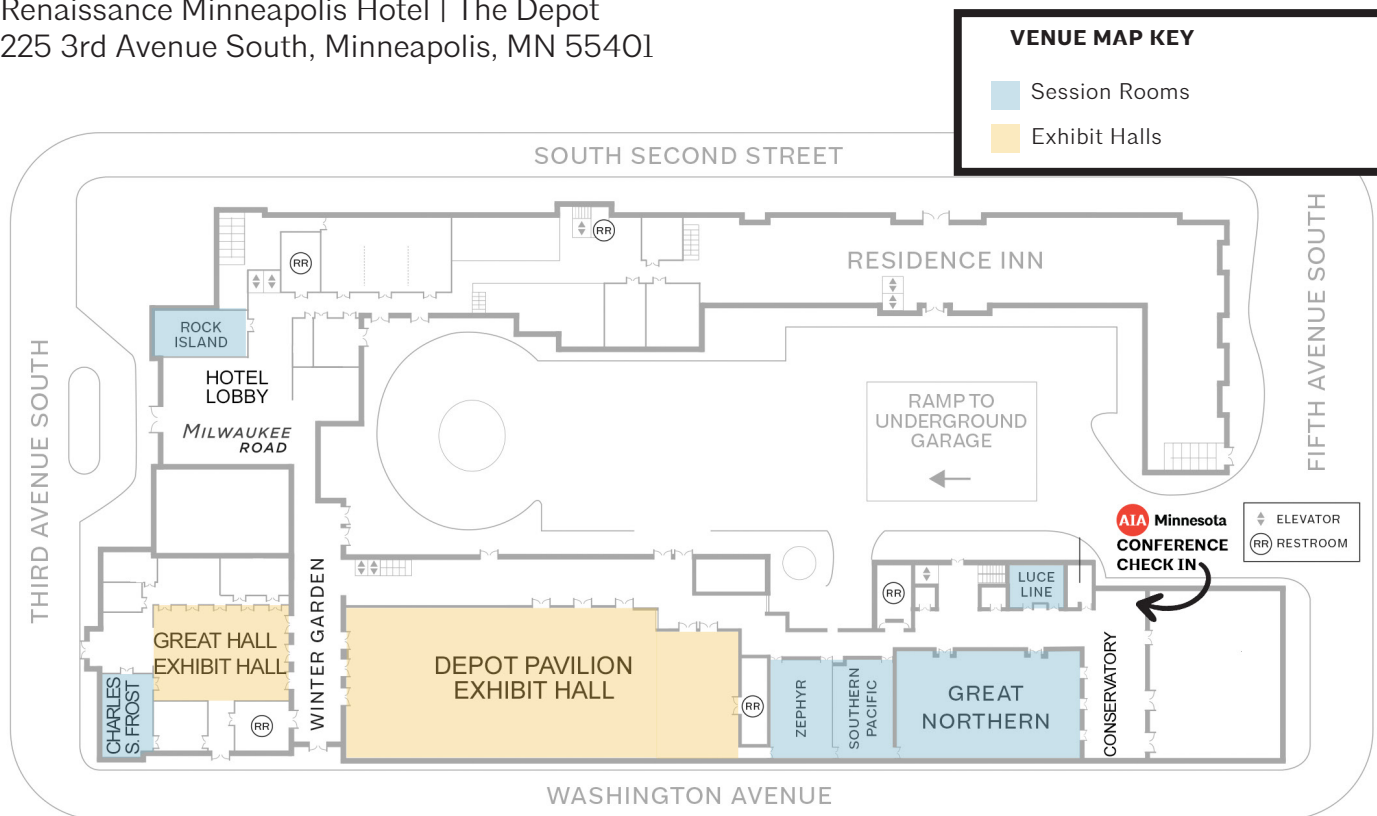 Renaissance Minneapolis Hotel | The Depot
225 3rd Avenue South, Minneapolis, MN 55401
VENUE MAP KEY
Session Rooms
Exhibit Halls
SOUTH SECOND STREET
RR
RR
RESIDENCE INN
FIFTH AVENUE SOUTH
THIRD AVENUE SOUTH
ROCK
ISLAND
HOTEL
LOBBY
MILWAUKEE
ROAD
RAMP TO
UNDERGROUND
GARAGE
AIA Minnesota
CONFERENCE
CHECK IN
ELEVATOR
RR RESTROOM
LUCE
LINE
RR
WINTER GARDEN
GREAT HALL
EXHIBIT HALL
DEPOT PAVILION
EXHIBIT HALL
CHARLES
S. FROST
RR
RR
ZEPHYR
SOUTHERN
PACIFIC
GREAT
NORTHERN
CONSERVATORY
WASHINGTON AVENUE